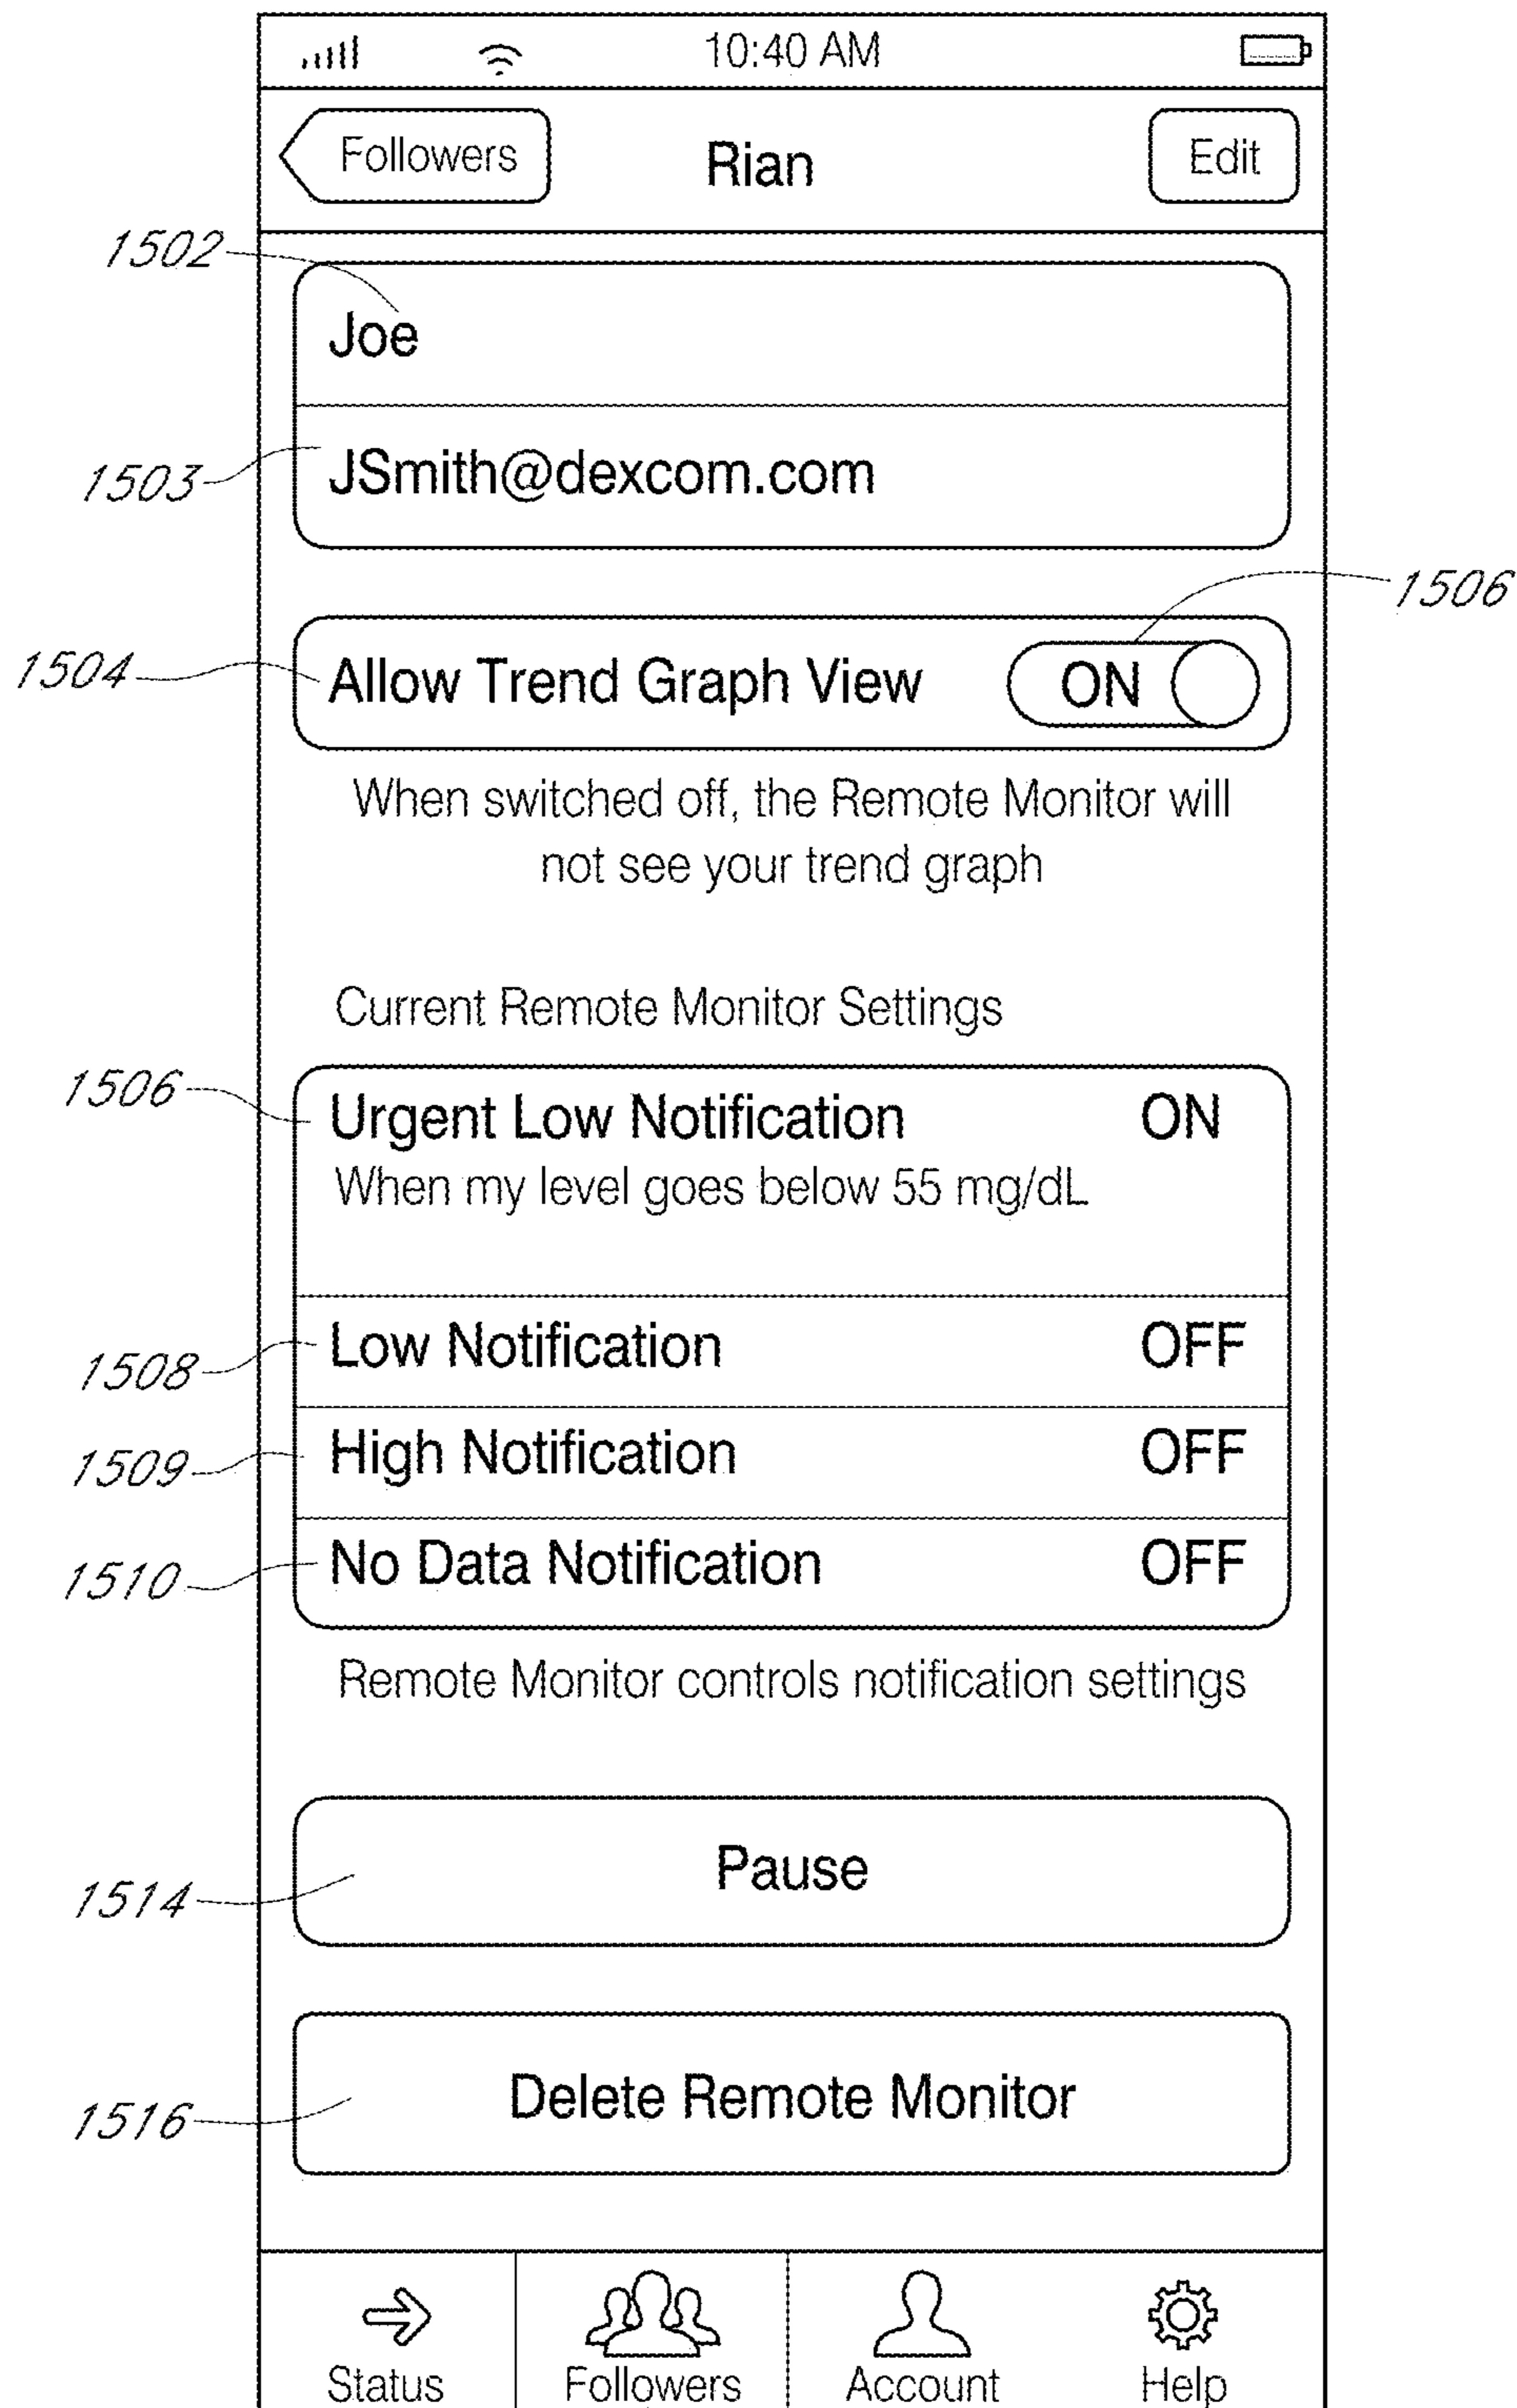 10:40 AM
Followers Rian Edit
1502
Joe
1503
JSmith@dexcom.com
1506
1504
Allow Trend Graph View ON
When switched off, the Remote Monitor will
not see your trend graph
Current Remote Monitor Settings
1506
Urgent Low Notification ON
When my level goes below 55 mg/dL
1508
Low Notification OFF
1509
High Notification OFF
1510
No Data Notification OFF
Remote Monitor controls notification settings
1514
Pause
1516
Delete Remote Monitor
Status Followers Account Help